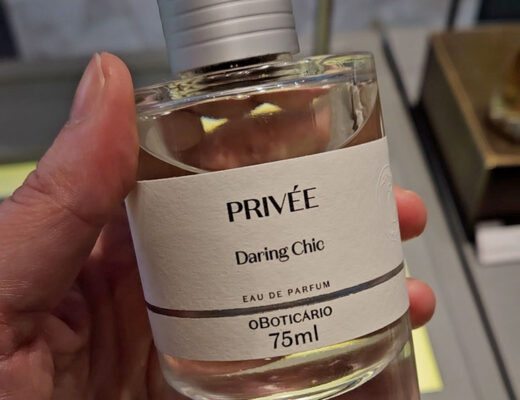 PRIVÉE
Daring Chic
EAU DE PARFUM
OBOTICÁRIO
75ml